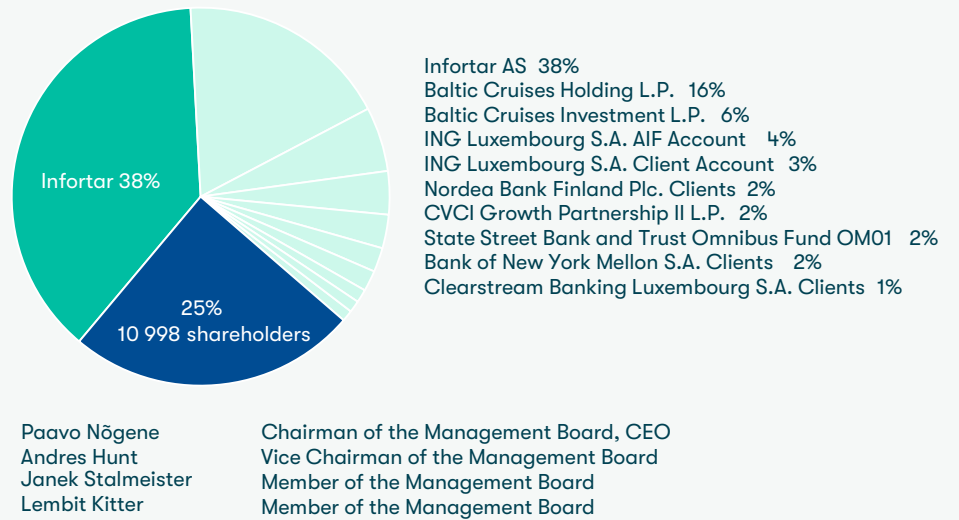 Infortar 38%
25%
10 998 shareholders
Infortar AS 38%
Baltic Cruises Holding L.P. 16%
Baltic Cruises Investment L.P. 6%
ING Luxembourg S.A. AIF Account 4%
ING Luxembourg S.A. Client Account 3%
Nordea Bank Finland Plc. Clients 2%
CVCI Growth Partnership II L.P. 2%
State Street Bank and Trust Omnibus Fund OM01 2%
Bank of New York Mellon S.A. Clients 2%
Clearstream Banking Luxembourg S.A. Clients 1%
Paavo Nõgene Chairman of the Management Board, CEO
Andres Hunt Vice Chairman of the Management Board
Janek Stalmeister Member of the Management Board
Lembit Kitter Member of the Management Board